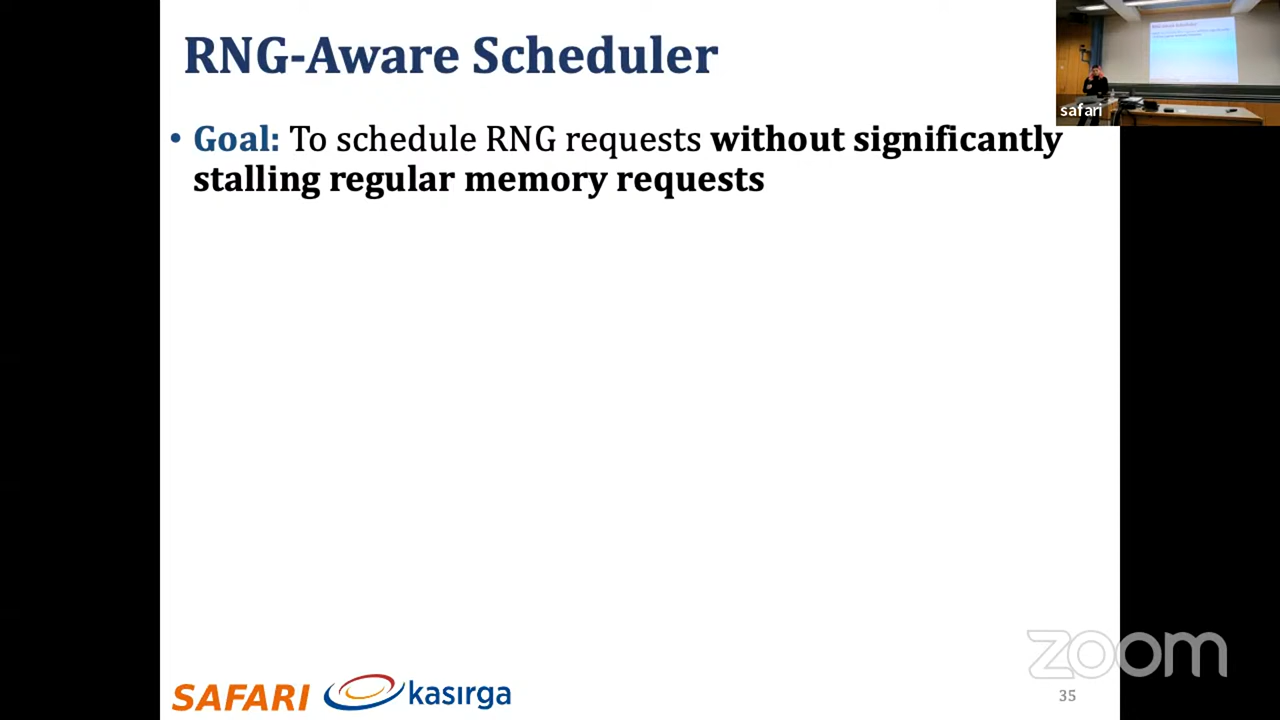 RNG-Aware Scheduler
• Goal: To schedule RNG requests without significantly
stalling regular memory requests
safari
zoom
SAFARI
kasırga
35